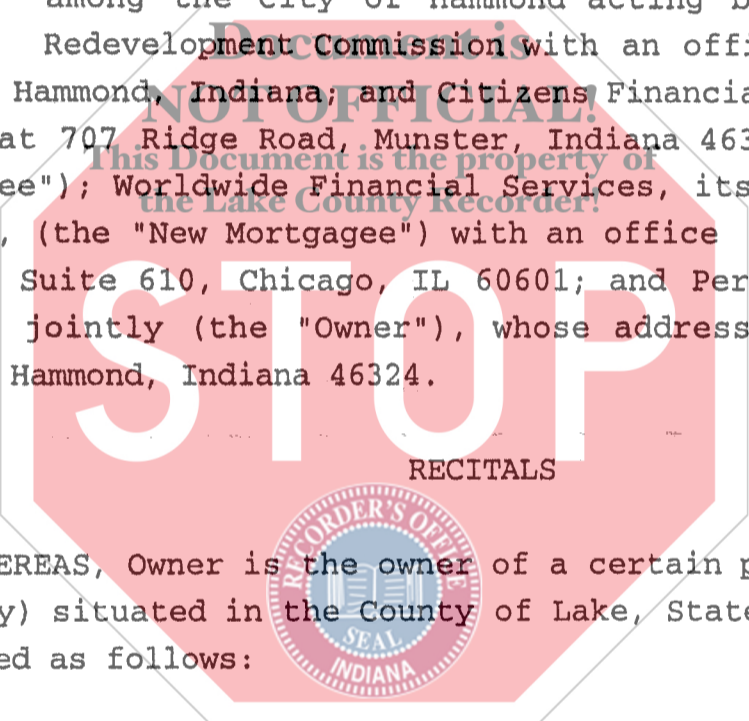 among the City of Hammond acting b
Document is
Redevelopment Commission with an offi
Hammond, Indiana; and Citizens Financia
NOT OFFICIAL!
at 707 Ridge Road, Munster, Indiana 463
This Document is the property of
ee"); Worldwide Financial Services, its
the Lake County Recorder!
, (the "New Mortgagee") with an office
Suite 610, Chicago, IL 60601; and Per
STOP
jointly (the "Owner"), whose address
Hammond, Indiana 46324.
RECITALS
RECORDER'S OFFICE
EREAS, Owner is the owner of a certain p
y) situated in the County of Lake, State
SEAL
ed as follows:
INDIANA